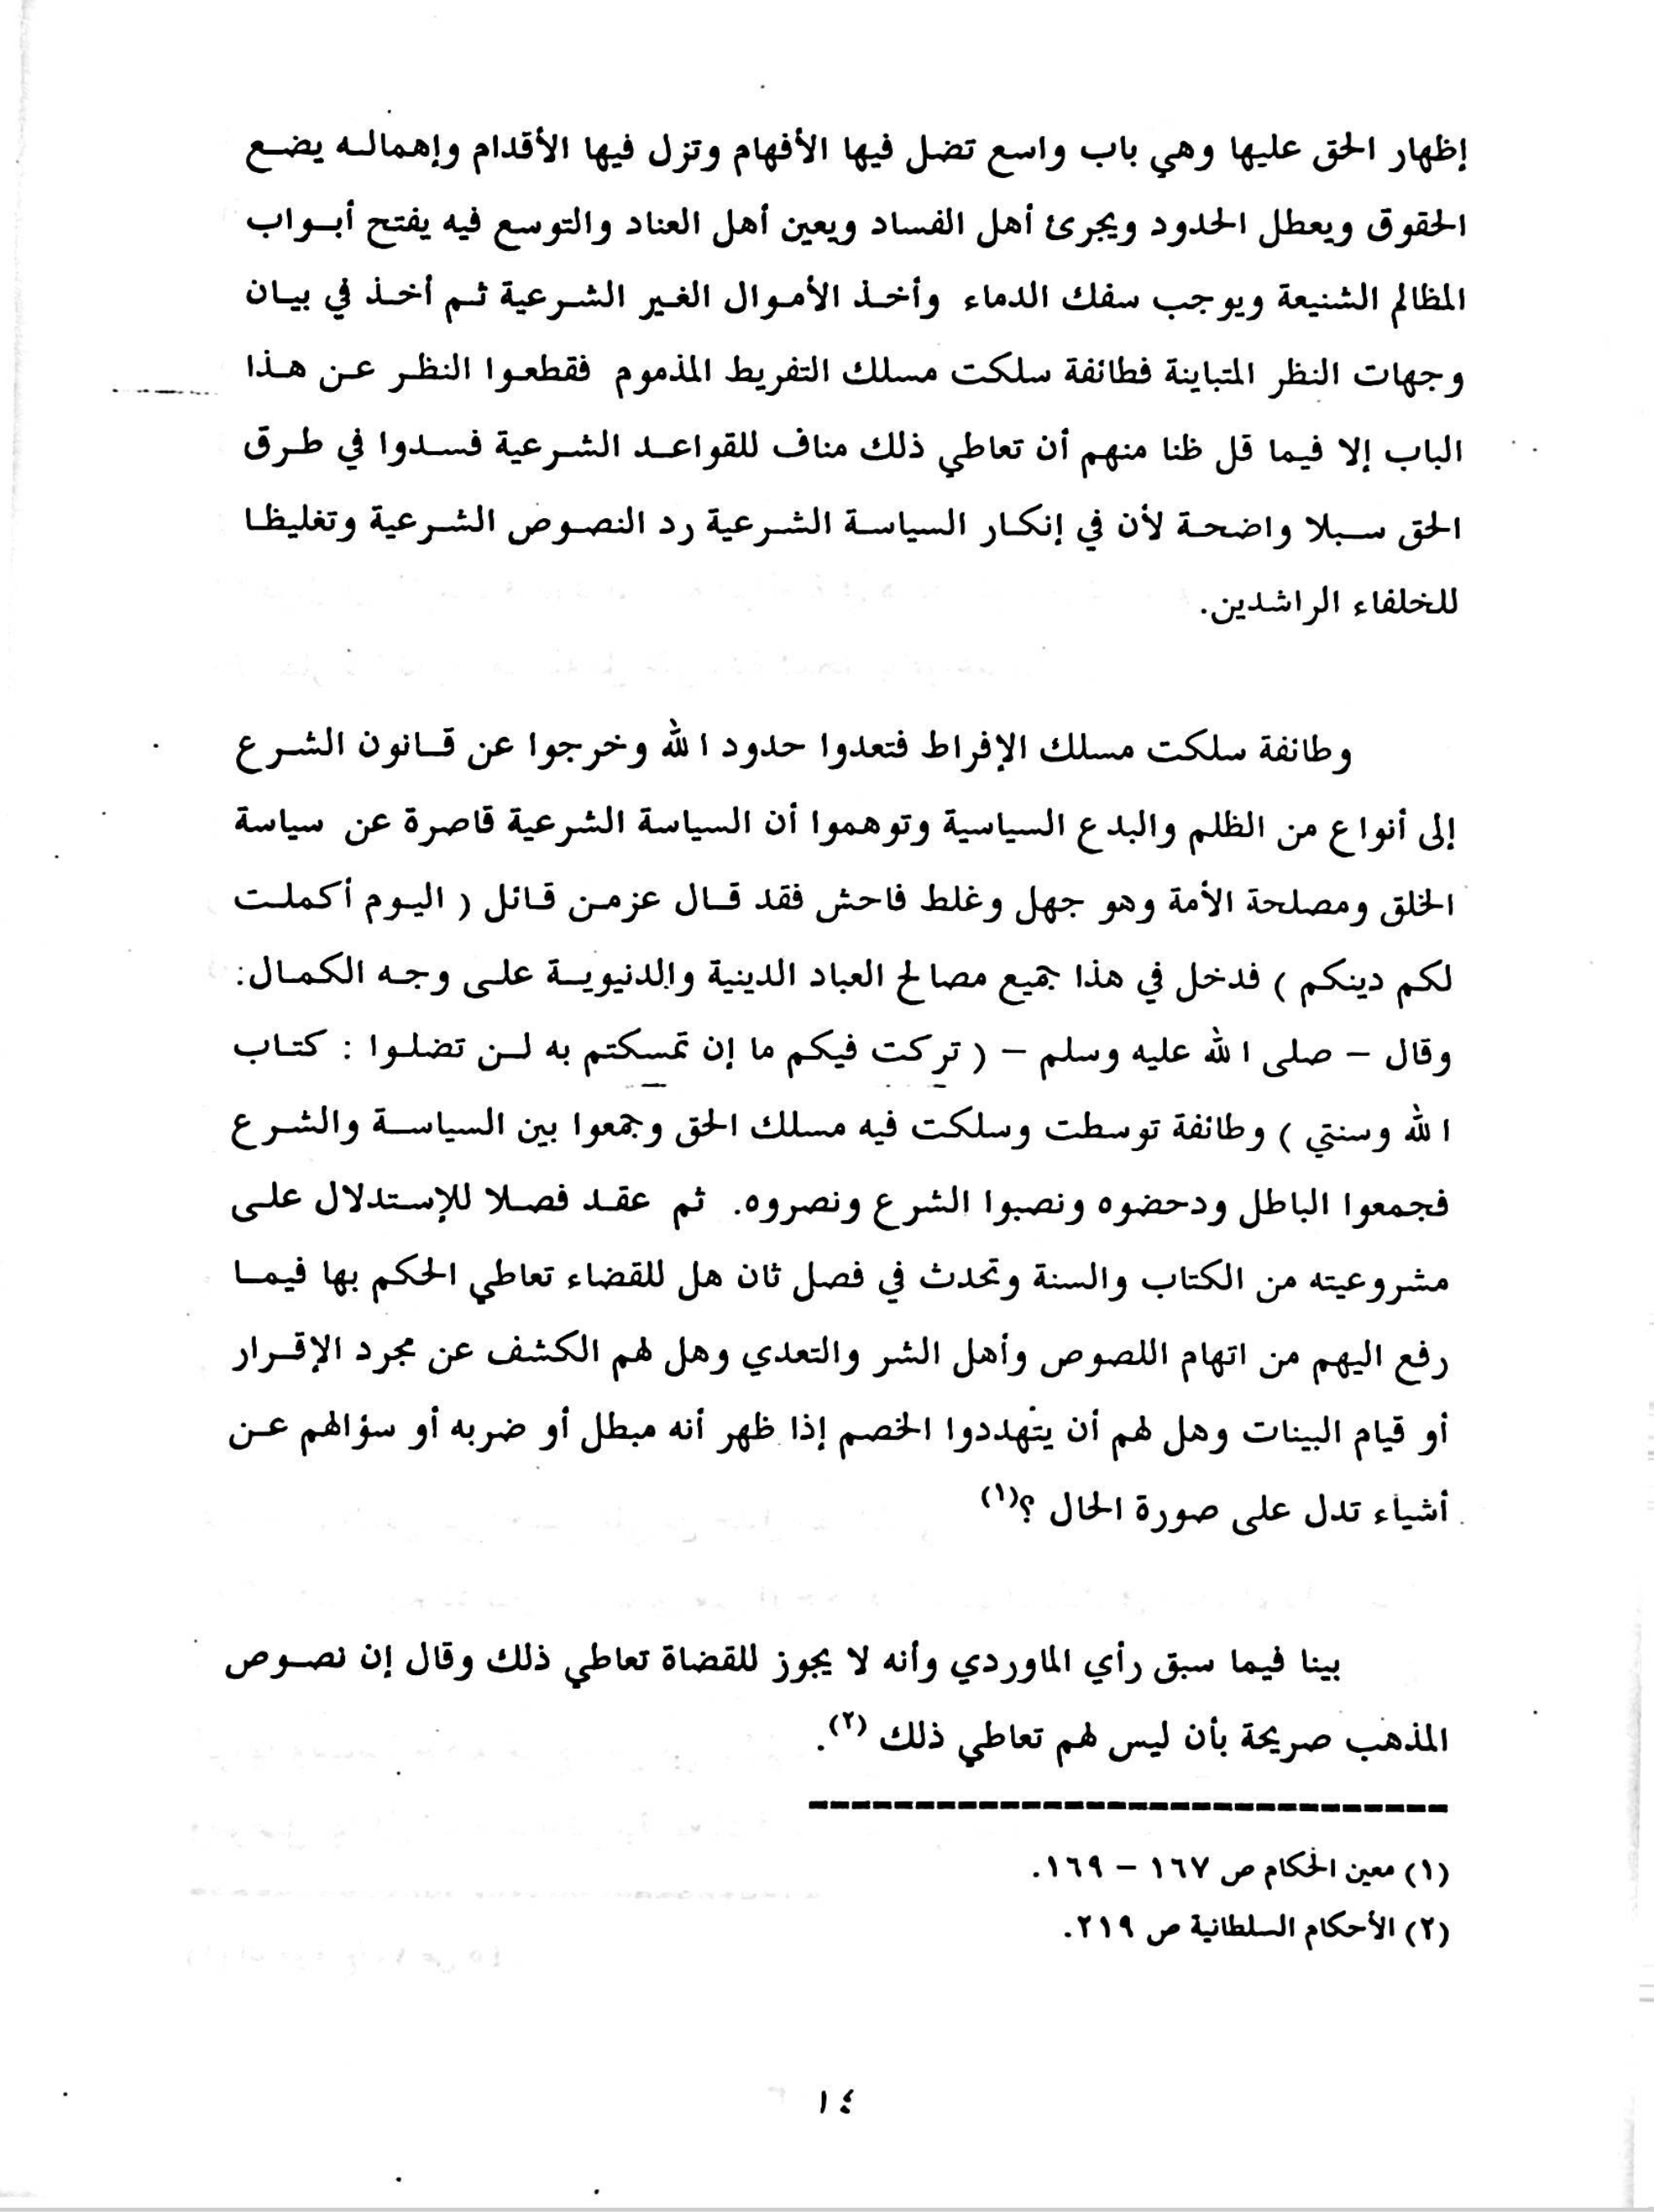 إظهار الحق عليها وهي باب واسع تضل فيها الأفهام وتزل فيها الأقدام وإهماله يضع
الحقوق ويعطل الحدود ويجرئ أهل الفساد ويعين أهل العناد والتوسع فيه يفتح أبواب
المظالم الشنيعة ويوجب سفك الدماء وأخذ الأموال الغير الشرعية ثم أخذ في بيان
وجهات النظر المتباينة فطائفة سلكت مسلك التفريط المذموم فقطعوا النظر عن هذا
الباب إلا فيما قل ظنا منهم أن تعاطي ذلك مناف للقواعد الشرعية فسدوا في طرق
الحق سبلا واضحة لأن في إنكار السياسة الشرعية رد النصوص الشرعية وتغليظا
للخلفاء الراشدين.
وطائفة سلكت مسلك الإفراط فتعدوا حدود الله وخرجوا عن قانون الشرع
إلى أنواع من الظلم والبدع السياسية وتوهموا أن السياسة الشرعية قاصرة عن سياسة
الخلق ومصلحة الأمة وهو جهل وغلط فاحش فقد قال عزمن قائل ( اليوم أكملت
لكم دينكم ) فدخل في هذا جميع مصالح العباد الدينية والدنيوية على وجه الكمال:
وقال – صلى الله عليه وسلم – ( تركت فيكم ما إن تمسكتم به لن تضلوا : كتاب
الله وسنتي ) وطائفة توسطت وسلكت فيه مسلك الحق وجمعوا بين السياسة والشرع
فجمعوا الباطل ودحضوه ونصبوا الشرع ونصروه. ثم عقد فصلا للإستدلال على
مشروعيته من الكتاب والسنة وتحدث في فصل ثان هل للقضاء تعاطي الحكم بها فيما
رفع اليهم من اتهام اللصوص وأهل الشر والتعدي وهل لهم الكشف عن مجرد الإقرار
أو قيام البينات وهل لهم أن يتهددوا الخصم إذا ظهر أنه مبطل أو ضربه أو سؤالهم عن
أشياء تدل على صورة الحال ؟(١)
بينا فيما سبق رأي الماوردي وأنه لا يجوز للقضاة تعاطي ذلك وقال إن نصوص
المذهب صريحة بأن ليس لهم تعاطي ذلك (٢).
(١) معين الحكام ص ١٦٧ – ١٦٩.
(٢) الأحكام السلطانية ص ٢١٩.
١٤